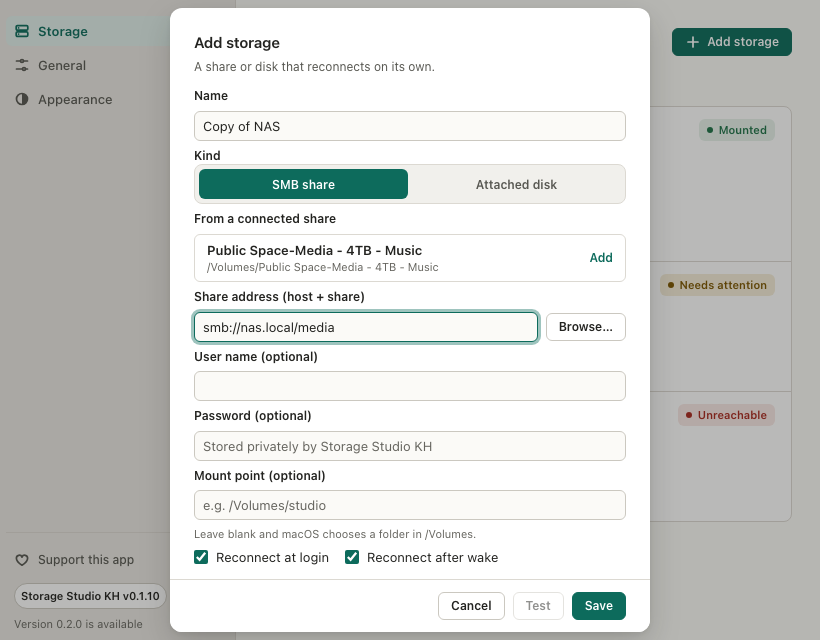 Storage
General
Appearance
Add storage
Mounted
Needs attention
Unreachable
Support this app
Storage Studio KH v0.1.10
Version 0.2.0 is available
Add storage
A share or disk that reconnects on its own.
Name
Copy of NAS
Kind
SMB share
Attached disk
From a connected share
Public Space-Media - 4TB - Music
/Volumes/Public Space-Media - 4TB - Music
Add
Share address (host + share)
smb://nas.local/media
Browse...
User name (optional)
Password (optional)
Stored privately by Storage Studio KH
Mount point (optional)
e.g. /Volumes/studio
Leave blank and macOS chooses a folder in /Volumes.
Reconnect at login
Reconnect after wake
Cancel
Test
Save